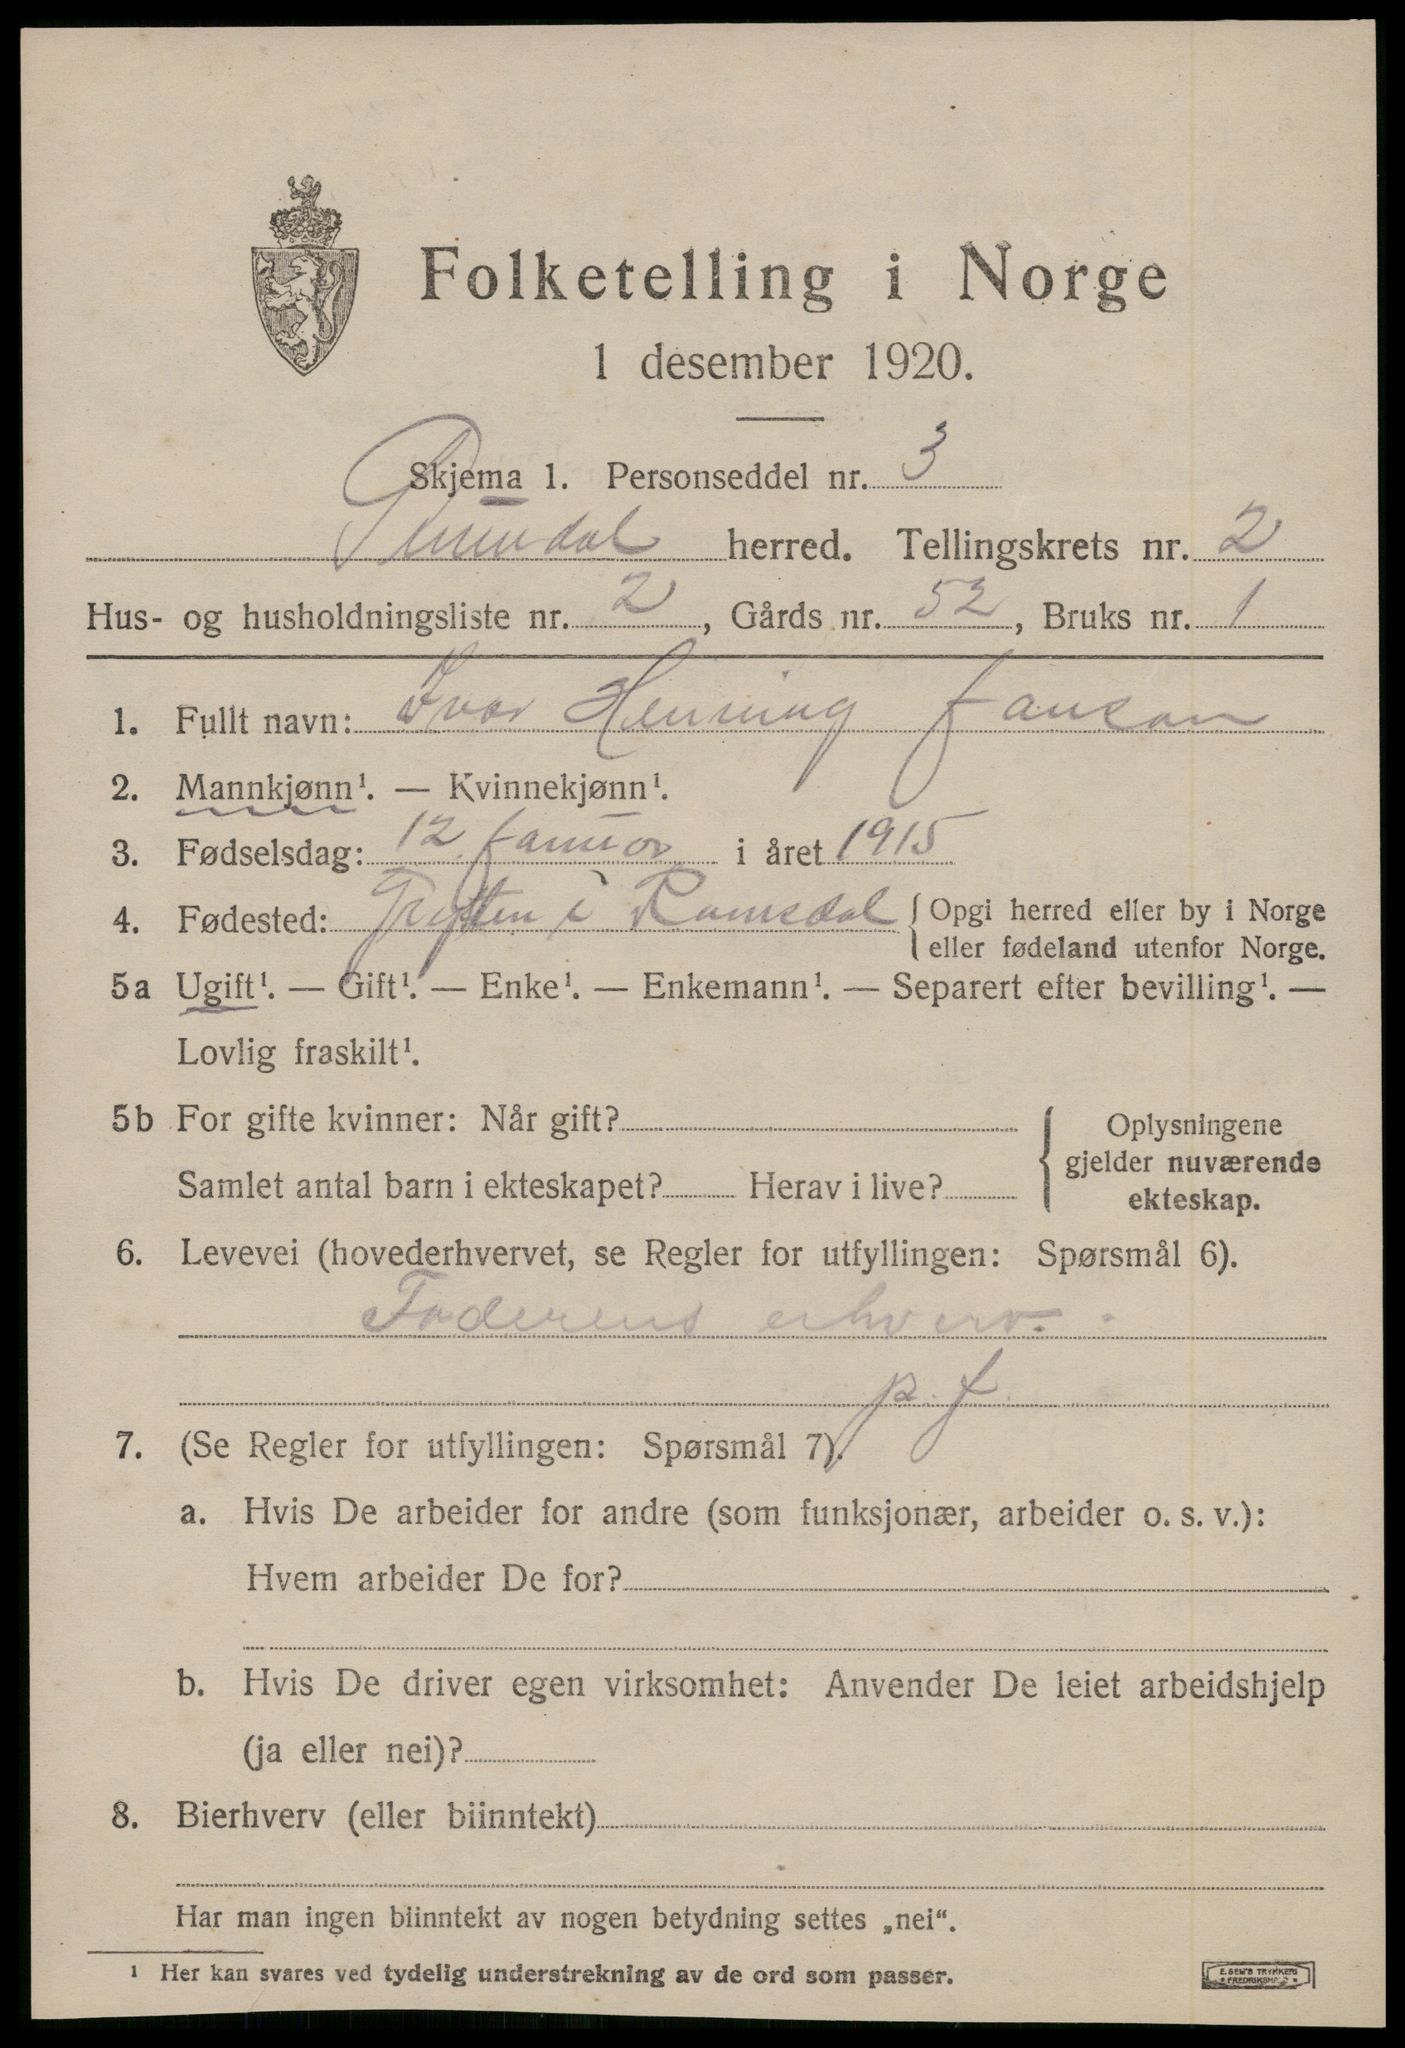 Folketelling i Norge
1 desember 1920.
Skjema 1. Personseddel nr. 3
Sunndal herred. Tellingskrets nr. 2
Hus- og husholdningsliste nr. 2, Gårds nr. 52, Bruks nr. 1
1. Fullt navn: Ivar Henning Janson
2. Mannkjønn¹. — Kvinnekjønn¹.
3. Fødselsdag: 12 januar i året 1915
4. Fødested: Grytten i Romsdal { Opgi herred eller by i Norge
eller fødeland utenfor Norge.
5a Ugift¹. — Gift¹. — Enke¹. — Enkemann¹. — Separert efter bevilling¹. —
Lovlig fraskilt¹.
5b For gifte kvinner: Når gift?
Samlet antal barn i ekteskapet? Herav i live?
Oplysningene
gjelder nuværende
ekteskap.
6. Levevei (hovederhvervet, se Regler for utfyllingen: Spørsmål 6).
Faderens erhverv.
p. f
7. (Se Regler for utfyllingen: Spørsmål 7).
a. Hvis De arbeider for andre (som funksjonær, arbeider o. s. v.):
Hvem arbeider De for?
b. Hvis De driver egen virksomhet: Anvender De leiet arbeidshjelp
(ja eller nei)?
8. Bierhverv (eller biinntekt)
Har man ingen biinntekt av nogen betydning settes „nei“.
¹ Her kan svares ved tydelig understrekning av de ord som passer.
E. SEM'S TRYKKERI
FREDRIKSHALD